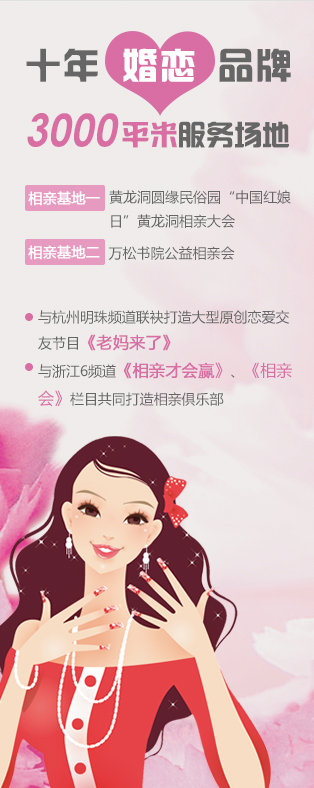 十年 婚恋 品牌
3000平米服务场地
相亲基地一 黄龙洞圆缘民俗园“中国红娘
日”黄龙洞相亲大会
相亲基地二 万松书院公益相亲会
与杭州明珠频道联袂打造大型原创恋爱交
友节目《老妈来了》
与浙江6频道《相亲才会赢》、《相亲
会》栏目共同打造相亲俱乐部